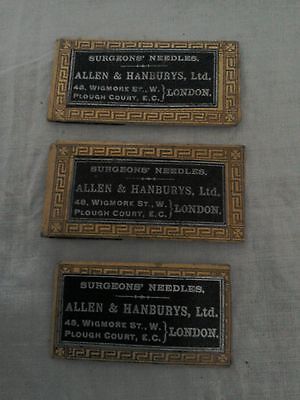 SURGEONS' NEEDLES.
ALLEN & HANBURYS, Ltd.
48, WIGMORE ST., W.
PLOUGH COURT, E.C.} LONDON.
SURGEONS' NEEDLES.
ALLEN & HANBURYS, Ltd.
48, WIGMORE ST., W.
PLOUGH COURT, E.C.} LONDON.
SURGEONS' NEEDLES.
ALLEN & HANBURYS, Ltd.
48, WIGMORE ST., W.
PLOUGH COURT, E.C.} LONDON.